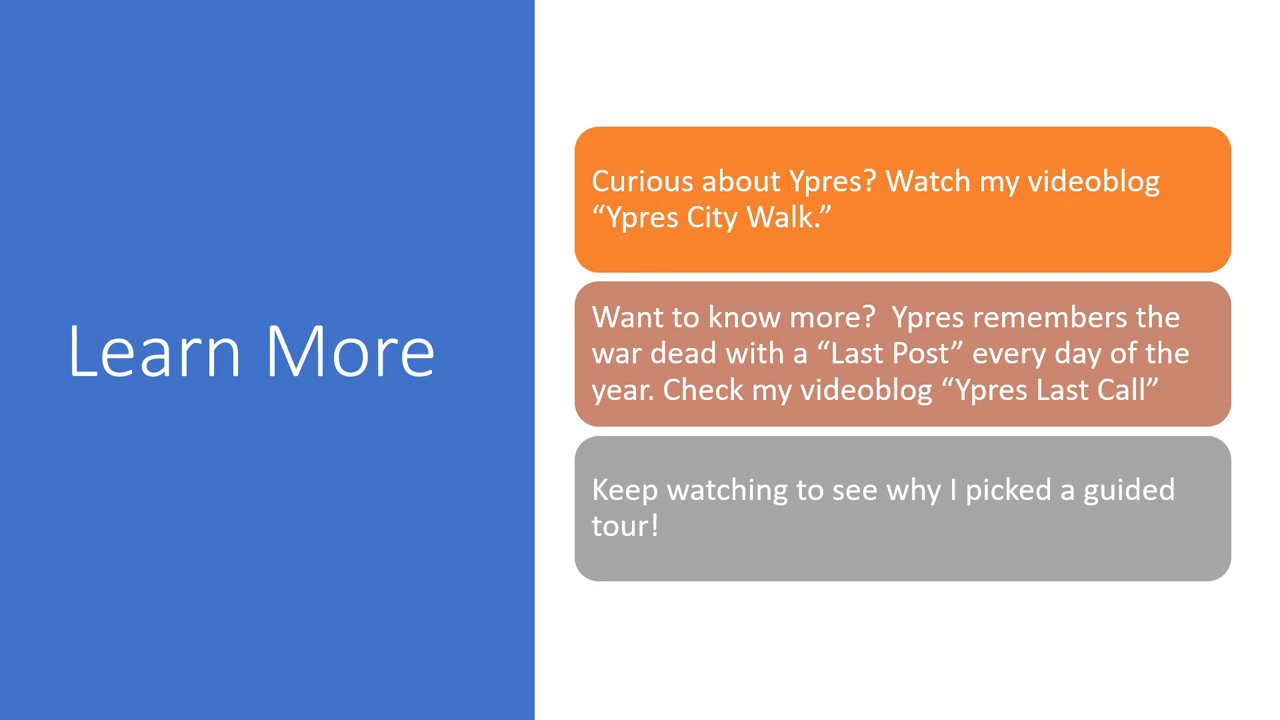 Learn More
Curious about Ypres? Watch my videoblog
“Ypres City Walk.”
Want to know more?  Ypres remembers the
war dead with a “Last Post” every day of the
year. Check my videoblog “Ypres Last Call”
Keep watching to see why I picked a guided
tour!